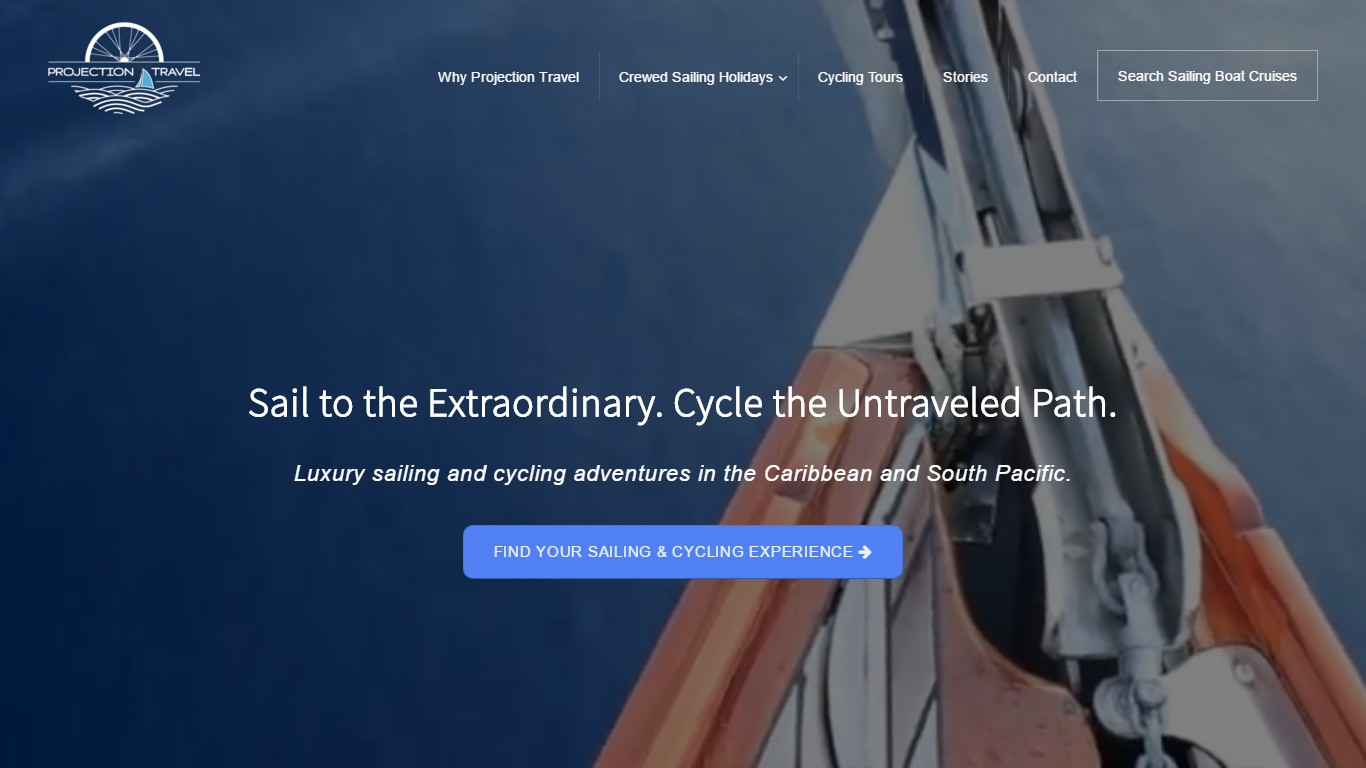 PROJECTION TRAVEL
Why Projection Travel
Crewed Sailing Holidays
Cycling Tours
Stories
Contact
Search Sailing Boat Cruises
Sail to the Extraordinary. Cycle the Untraveled Path.
Luxury sailing and cycling adventures in the Caribbean and South Pacific.
FIND YOUR SAILING & CYCLING EXPERIENCE